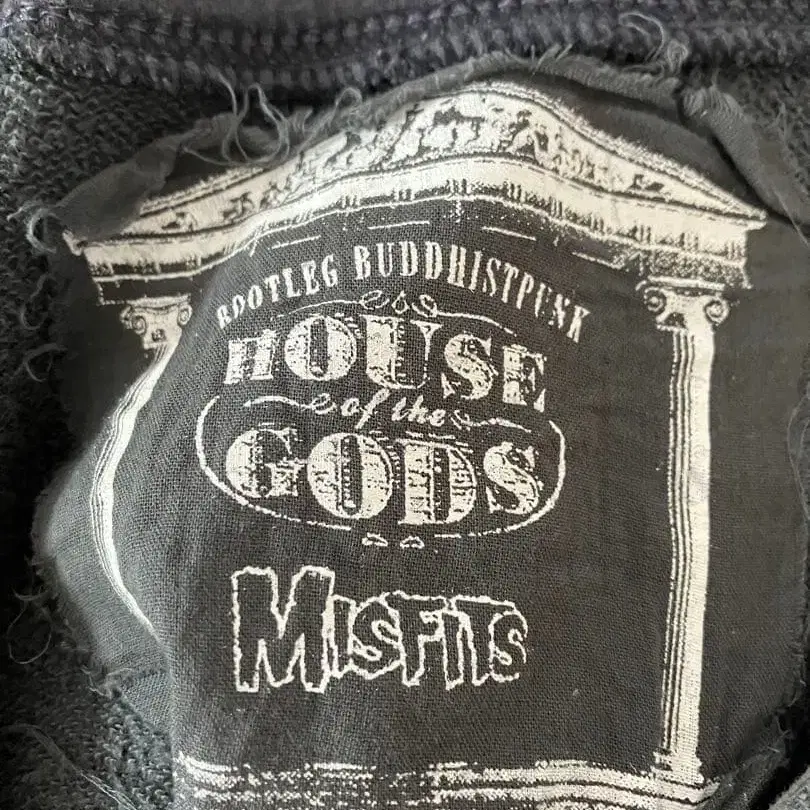 BOOTLEG BUDDHISTPUNK
HOUSE
of the
GODS
MISFITS